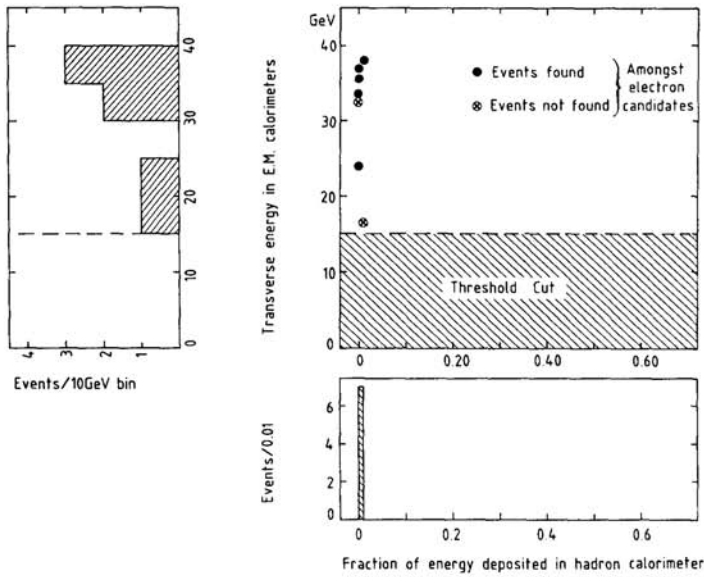 40
30
20
10
0
4
3
2
1
Events/10GeV bin
GeV
40
30
20
10
0
Transverse energy in E.M. calorimeters
Events found
Events not found
Amongst
electron
candidates
Threshold Cut
0
0.20
0.40
0.60
6
4
2
0
Events/0.01
0
0.2
0.4
0.6
Fraction of energy deposited in hadron calorimeter